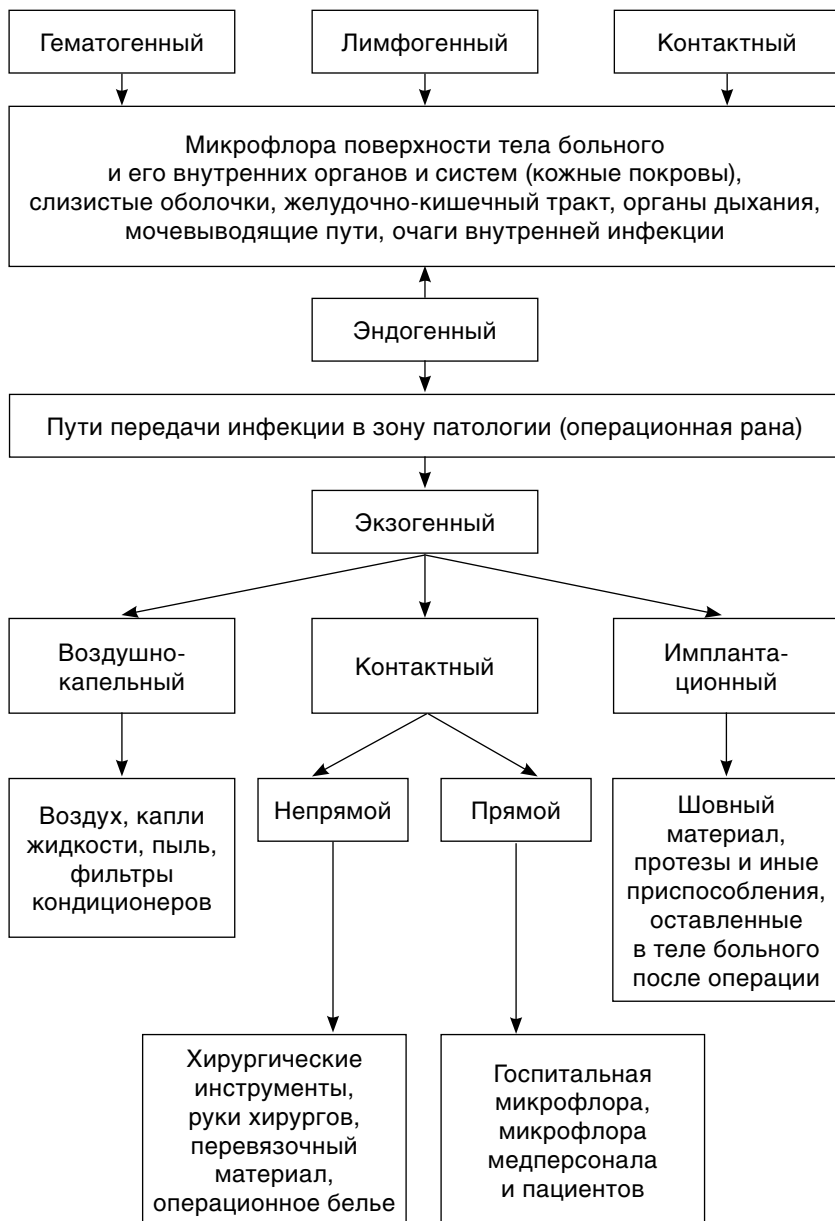 Гематогенный
Лимфогенный
Контактный
Микрофлора поверхности тела больного
и его внутренних органов и систем (кожные покровы),
слизистые оболочки, желудочно-кишечный тракт, органы дыхания,
мочевыводящие пути, очаги внутренней инфекции
Эндогенный
Пути передачи инфекции в зону патологии (операционная рана)
Экзогенный
Воздушно-
капельный
Контактный
Имплантa-
ционный
Воздух, капли
жидкости, пыль,
фильтры
кондиционеров
Непрямой
Прямой
Шовный
материал,
протезы и иные
приспособления,
оставленные
в теле больного
после операции
Хирургические
инструменты,
руки хирургов,
перевязочный
материал,
операционное белье
Госпитальная
микрофлора,
микрофлора
медперсонала
и пациентов